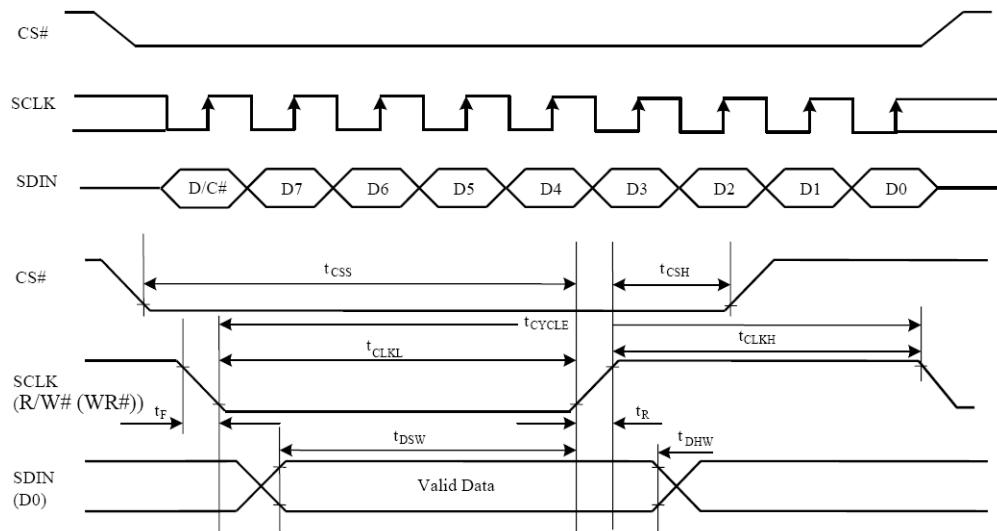 CS#
SCLK
SDIN
D/C# D7 D6 D5 D4 D3 D2 D1 D0
CS#
tCSS
tCSH
tCYCLE
tCLKL
tCLKH
SCLK
(R/W# (WR#))
tF
tR
tDSW
tDHW
SDIN
(D0)
Valid Data